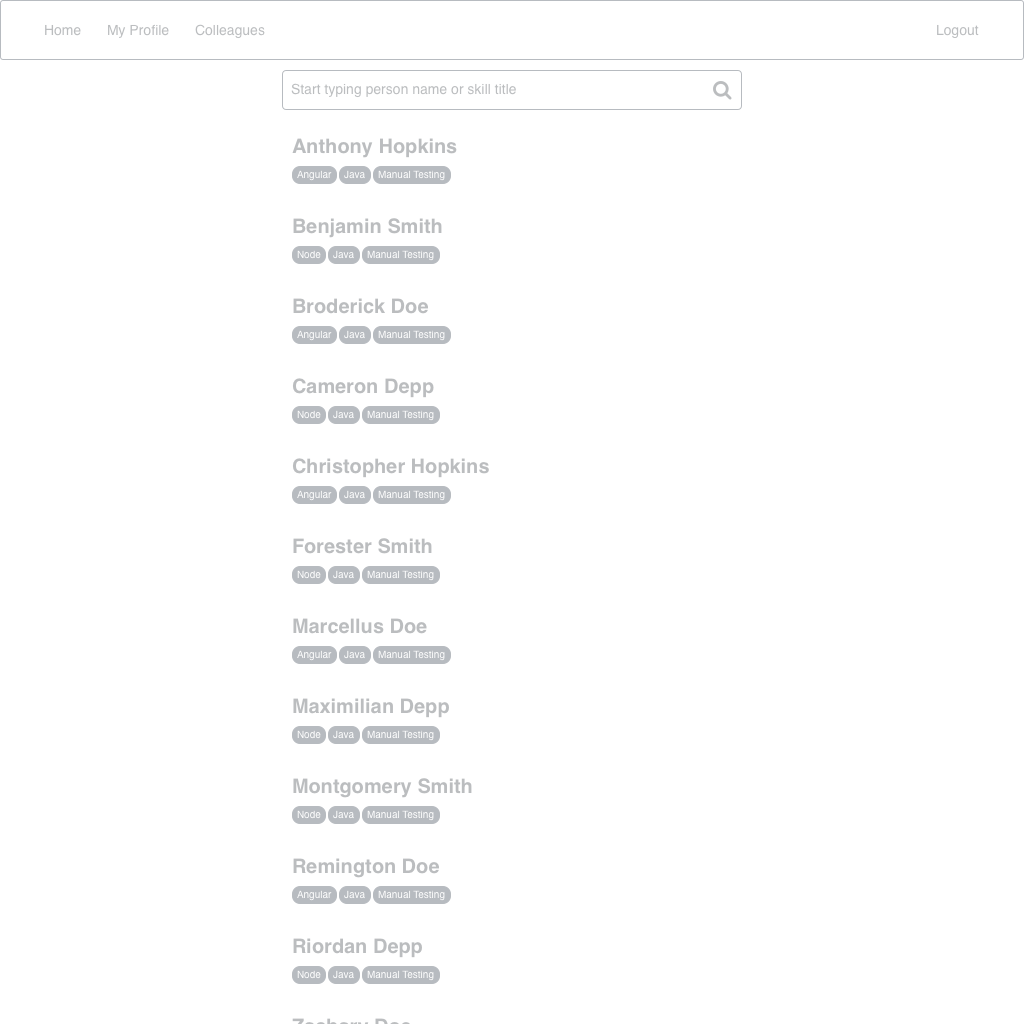 Home My Profile Colleagues Logout
Start typing person name or skill title
Anthony Hopkins
Angular Java Manual Testing
Benjamin Smith
Node Java Manual Testing
Broderick Doe
Angular Java Manual Testing
Cameron Depp
Node Java Manual Testing
Christopher Hopkins
Angular Java Manual Testing
Forester Smith
Node Java Manual Testing
Marcellus Doe
Angular Java Manual Testing
Maximilian Depp
Node Java Manual Testing
Montgomery Smith
Node Java Manual Testing
Remington Doe
Angular Java Manual Testing
Riordan Depp
Node Java Manual Testing
Zachary Doe